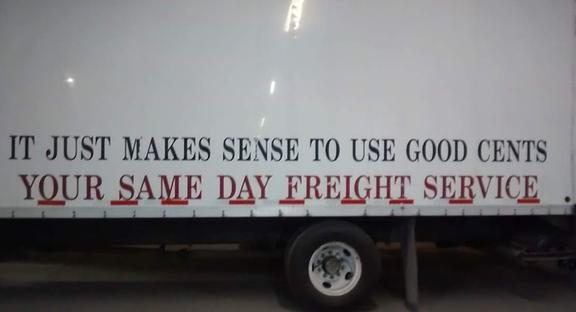 IT JUST MAKES SENSE TO USE GOOD CENTS
YOUR SAME DAY FREIGHT SERVICE